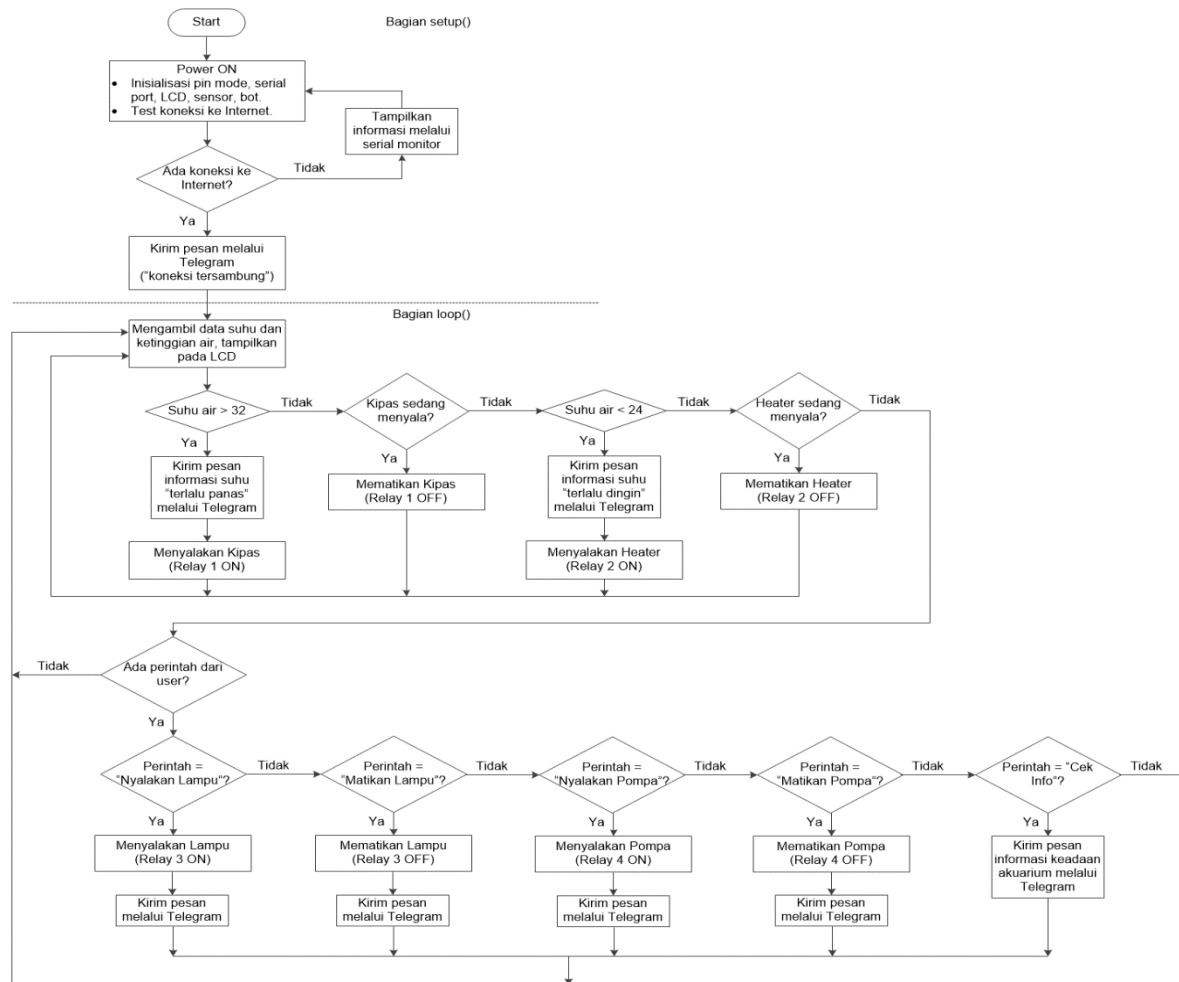 Start
Bagian setup()
Power ON
• Inisialisasi pin mode, serial
port, LCD, sensor, bot.
• Test koneksi ke Internet.
Tampilkan
informasi melalui
serial monitor
Ada koneksi ke
Internet?
Tidak
Ya
Kirim pesan melalui
Telegram
("koneksi tersambung")
Bagian loop()
Mengambil data suhu dan
ketinggian air, tampilkan
pada LCD
Suhu air > 32
Tidak
Kipas sedang
menyala?
Tidak
Suhu air < 24
Tidak
Heater sedang
menyala?
Tidak
Ya
Ya
Ya
Ya
Kirim pesan
informasi suhu
"terlalu panas"
melalui Telegram
Mematikan Kipas
(Relay 1 OFF)
Kirim pesan
informasi suhu
"terlalu dingin"
melalui Telegram
Mematikan Heater
(Relay 2 OFF)
Menyalakan Kipas
(Relay 1 ON)
Menyalakan Heater
(Relay 2 ON)
Tidak
Ada perintah dari
user?
Ya
Perintah =
"Nyalakan Lampu"?
Tidak
Perintah =
"Matikan Lampu"?
Tidak
Perintah =
"Nyalakan Pompa"?
Tidak
Perintah =
"Matikan Pompa"?
Tidak
Perintah = "Cek
Info"?
Tidak
Ya
Ya
Ya
Ya
Ya
Menyalakan Lampu
(Relay 3 ON)
Mematikan Lampu
(Relay 3 OFF)
Menyalakan Pompa
(Relay 4 ON)
Mematikan Pompa
(Relay 4 OFF)
Kirim pesan
informasi keadaan
akuarium melalui
Telegram
Kirim pesan
melalui Telegram
Kirim pesan
melalui Telegram
Kirim pesan
melalui Telegram
Kirim pesan
melalui Telegram